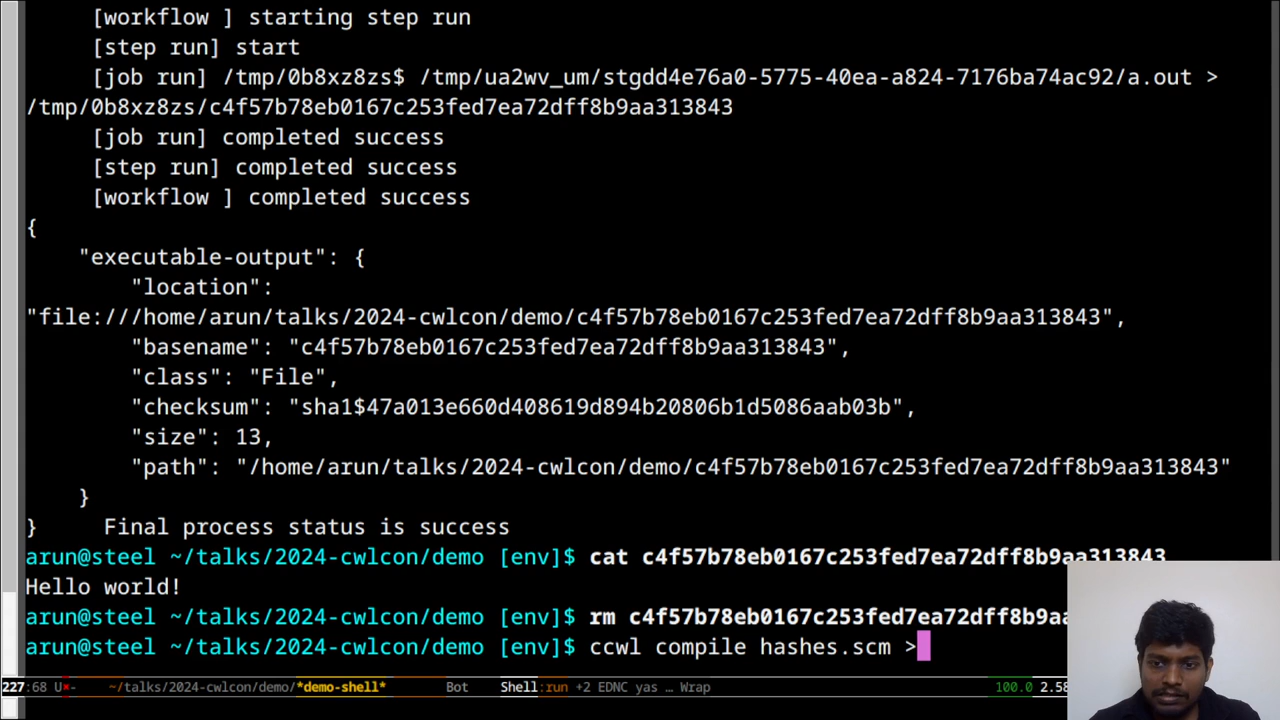 [workflow ] starting step run
[step run] start
[job run] /tmp/0b8xz8zs$ /tmp/ua2wv_um/stgdd4e76a0-5775-40ea-a824-7176ba74ac92/a.out >
/tmp/0b8xz8zs/c4f57b78eb0167c253fed7ea72dff8b9aa313843
[job run] completed success
[step run] completed success
[workflow ] completed success
{
"executable-output": {
"location":
"file:///home/arun/talks/2024-cwlcon/demo/c4f57b78eb0167c253fed7ea72dff8b9aa313843",
"basename": "c4f57b78eb0167c253fed7ea72dff8b9aa313843",
"class": "File",
"checksum": "sha1$47a013e660d408619d894b20806b1d5086aab03b",
"size": 13,
"path": "/home/arun/talks/2024-cwlcon/demo/c4f57b78eb0167c253fed7ea72dff8b9aa313843"
}
} Final process status is success
arun@steel ~/talks/2024-cwlcon/demo [env]$ cat c4f57b78eb0167c253fed7ea72dff8b9aa313843
Hello world!
arun@steel ~/talks/2024-cwlcon/demo [env]$ rm c4f57b78eb0167c253fed7ea72dff8b9aa
arun@steel ~/talks/2024-cwlcon/demo [env]$ ccwl compile hashes.scm >
227:68 U*- ~/talks/2024-cwlcon/demo/*demo-shell* Bot Shell:run +2 EDNC yas … Wrap 100.0 2.58